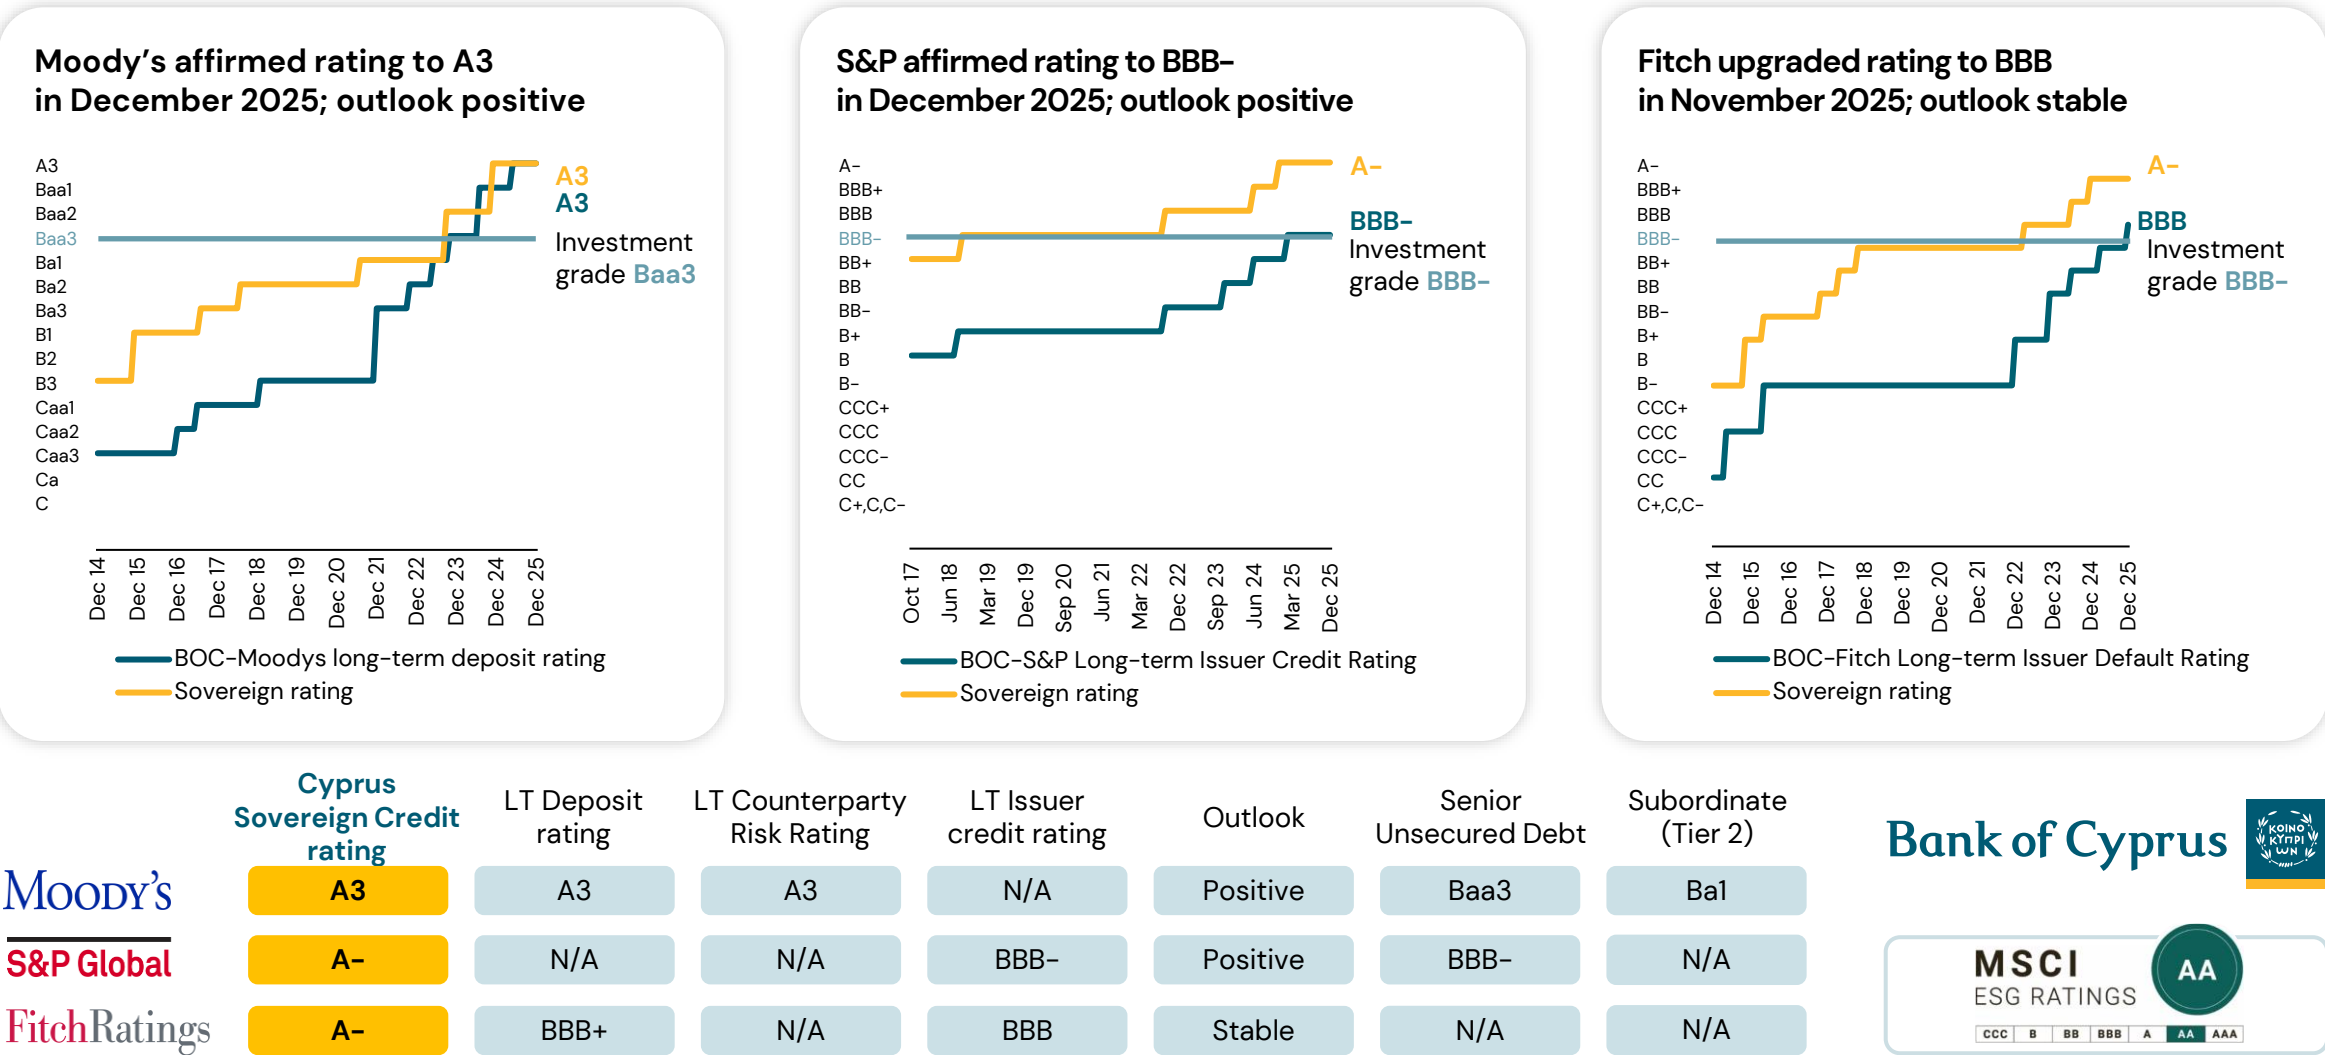 Moody's affirmed rating to A3
in December 2025; outlook positive
A3
Baa1
Baa2
Baa3
Ba1
Ba2
Ba3
B1
B2
B3
Caa1
Caa2
Caa3
Ca
C
A3
A3
Investment
grade Baa3
Dec 14
Dec 15
Dec 16
Dec 17
Dec 18
Dec 19
Dec 20
Dec 21
Dec 22
Dec 23
Dec 24
Dec 25
BOC-Moodys long-term deposit rating
Sovereign rating
S&P affirmed rating to BBB-
in December 2025; outlook positive
A-
BBB+
BBB
BBB-
BB+
BB
BB-
B+
B
B-
CCC+
CCC
CCC-
CC
C+,C,C-
A-
BBB-
Investment
grade BBB-
Oct 17
Jun 18
Mar 19
Dec 19
Sep 20
Jun 21
Mar 22
Dec 22
Sep 23
Jun 24
Mar 25
Dec 25
BOC-S&P Long-term Issuer Credit Rating
Sovereign rating
Fitch upgraded rating to BBB
in November 2025; outlook stable
A-
BBB+
BBB
BBB-
BB+
BB
BB-
B+
B
B-
CCC+
CCC
CCC-
CC
C+,C,C-
A-
BBB
Investment
grade BBB-
Dec 14
Dec 15
Dec 16
Dec 17
Dec 18
Dec 19
Dec 20
Dec 21
Dec 22
Dec 23
Dec 24
Dec 25
BOC-Fitch Long-term Issuer Default Rating
Sovereign rating
Cyprus
Sovereign Credit
rating
LT Deposit
rating
LT Counterparty
Risk Rating
LT Issuer
credit rating
Outlook
Senior
Unsecured Debt
Subordinate
(Tier 2)
MOODY'S A3 A3 A3 N/A Positive Baa3 Ba1
S&P Global A- N/A N/A BBB- Positive BBB- N/A
FitchRatings A- BBB+ N/A BBB Stable N/A N/A
Bank of Cyprus
ΚΟΙΝΟ
ΚΥΠΡΙ
ωΝ
MSCI
ESG RATINGS
AA
CCC B BB BBB A AA AAA